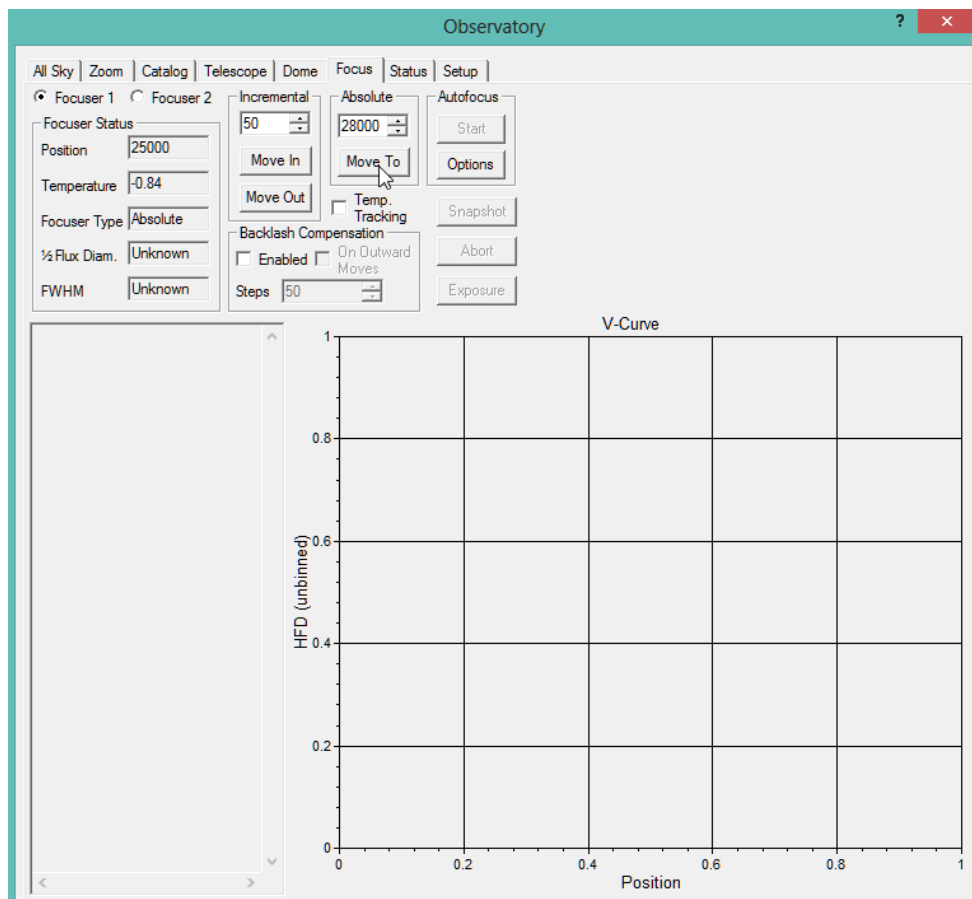 Observatory
?
All Sky Zoom Catalog Telescope Dome Focus Status Setup
Focuser 1 Focuser 2
Focuser Status
Position 25000
Temperature -0.84
Focuser Type Absolute
½ Flux Diam. Unknown
FWHM Unknown
Incremental
50
Move In
Move Out
Absolute
28000
Move To
Temp.
Tracking
Autofocus
Start
Options
Backlash Compensation
Enabled On Outward
Moves
Steps 50
Snapshot
Abort
Exposure
V-Curve
1
0.8
0.6
0.4
0.2
0
HFD (unbinned)
0 0.2 0.4 0.6 0.8 1
Position